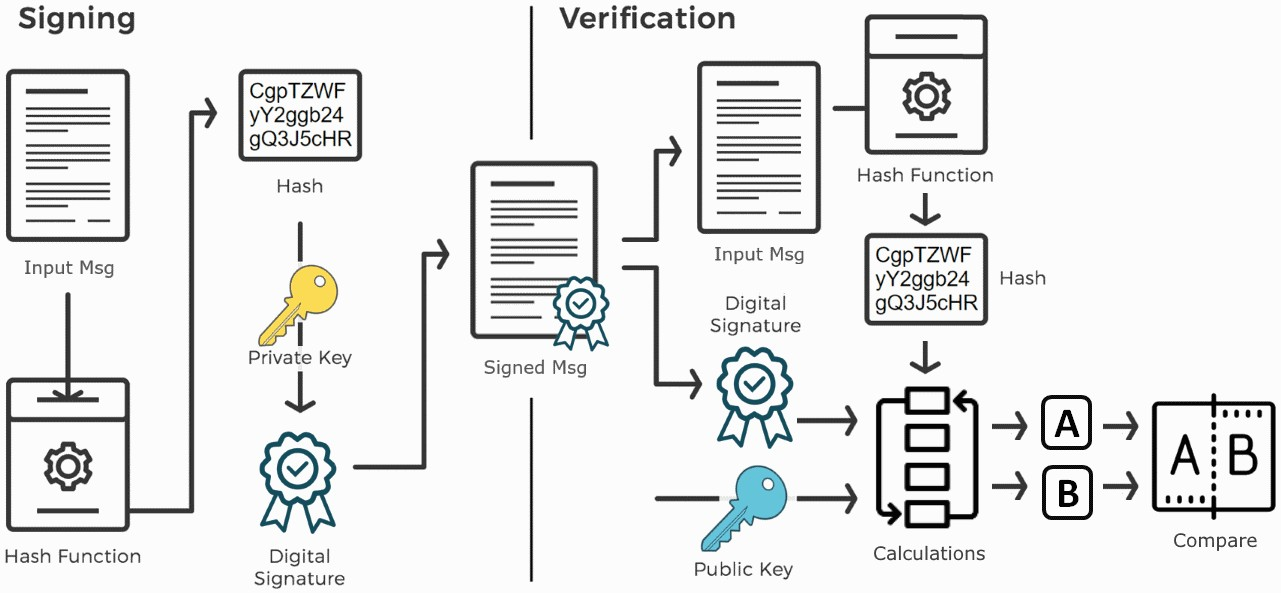 Signing
Input Msg
Hash Function
CgpTZWF
yY2ggb24
gQ3J5cHR
Hash
Private Key
Digital
Signature
Signed Msg
Verification
Input Msg
Hash Function
CgpTZWF
yY2ggb24
gQ3J5cHR
Hash
Digital
Signature
Public Key
Calculations
A
B
A B
Compare